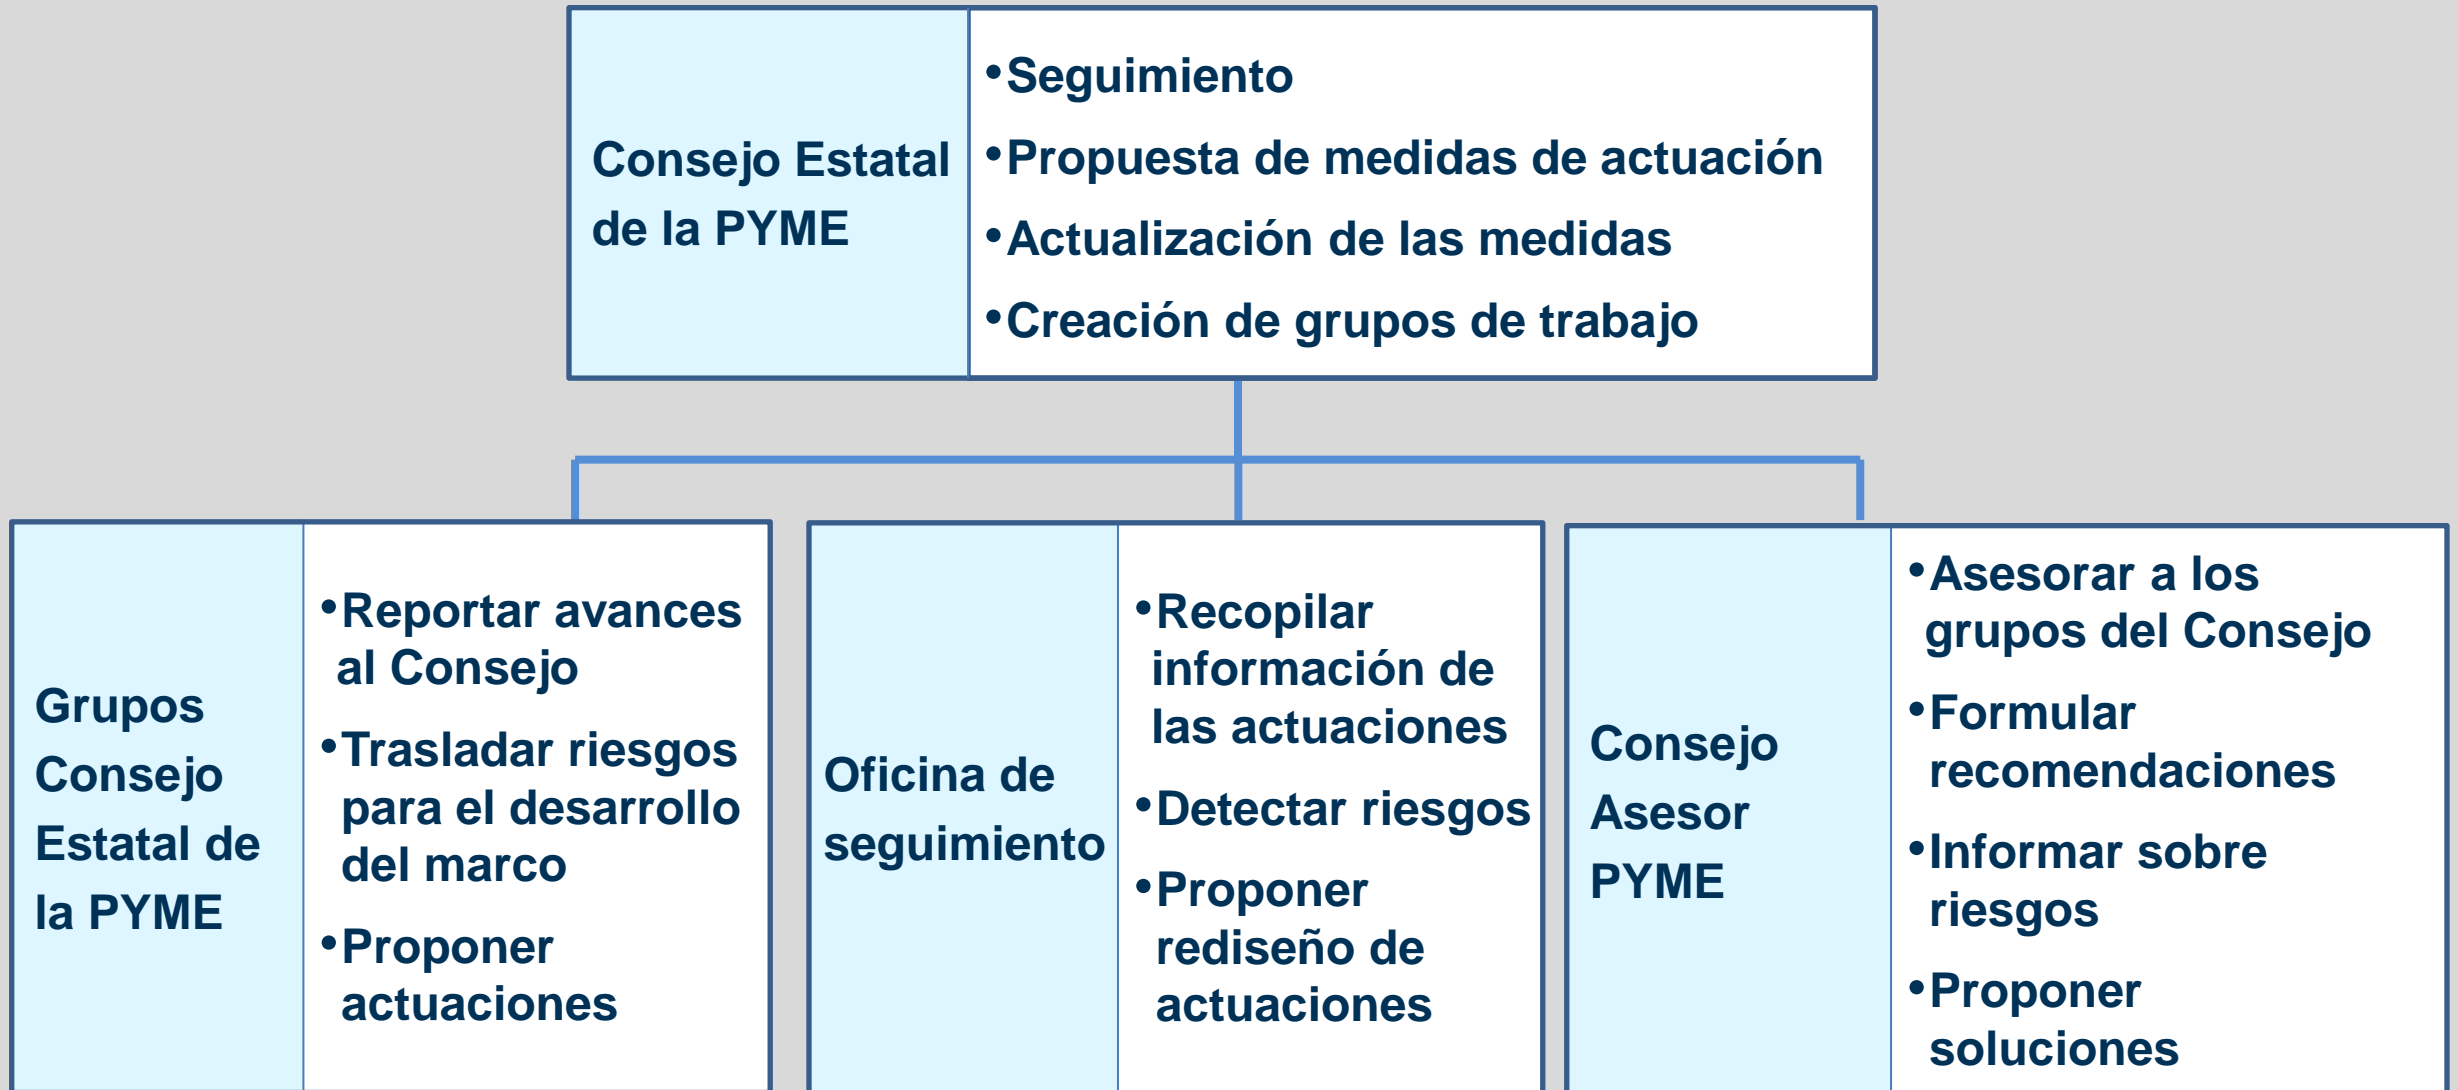 Consejo Estatal
de la PYME
•Seguimiento
•Propuesta de medidas de actuación
•Actualización de las medidas
•Creación de grupos de trabajo
Grupos
Consejo
Estatal de
la PYME
•Reportar avances
al Consejo
•Trasladar riesgos
para el desarrollo
del marco
•Proponer
actuaciones
Oficina de
seguimiento
•Recopilar
información de
las actuaciones
•Detectar riesgos
•Proponer
rediseño de
actuaciones
Consejo
Asesor
PYME
•Asesorar a los
grupos del Consejo
•Formular
recomendaciones
•Informar sobre
riesgos
•Proponer
soluciones